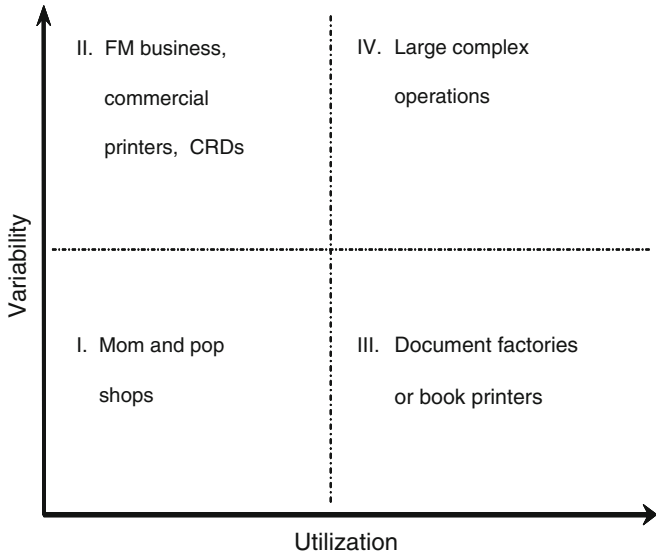 II. FM business,
commercial
printers, CRDs
IV. Large complex
operations
Variability
I. Mom and pop
shops
III. Document factories
or book printers
Utilization